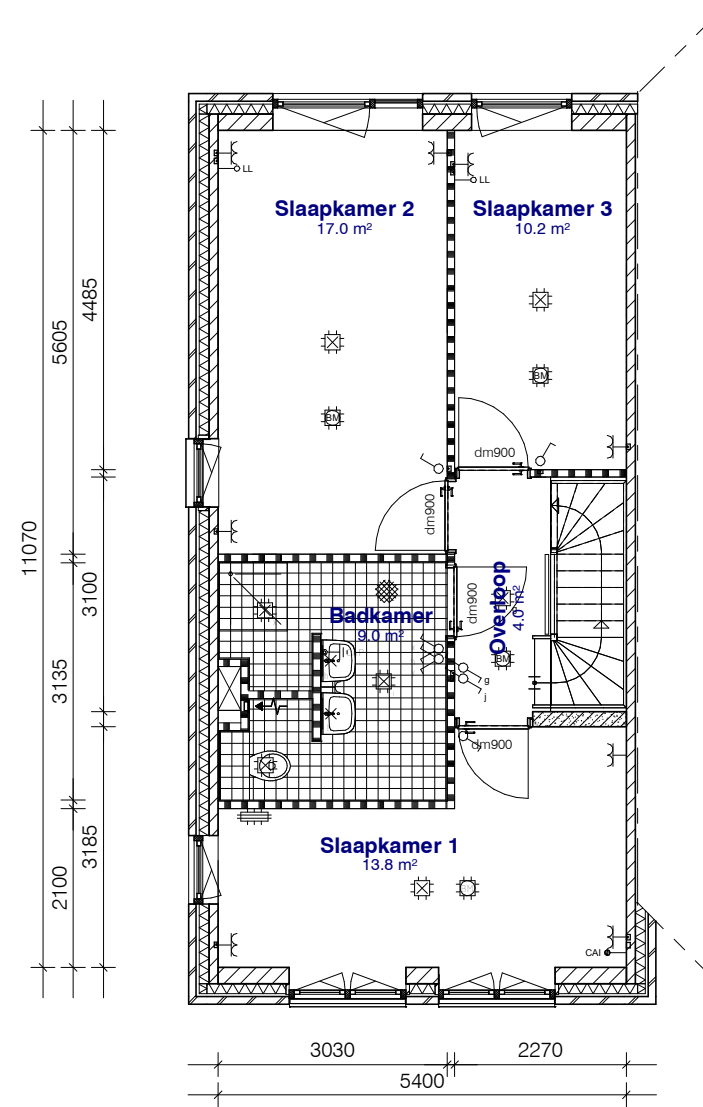 LL
LL
Slaapkamer 2
17.0 m²
Slaapkamer 3
10.2 m²
4485
5605
BM
BM
dm900
dm900
11070
3100
dm900
Overloop
4.0 m²
Badkamer
9.0 m²
BM
g
j
3135
dm900
3185
2100
Slaapkamer 1
13.8 m²
BM
CAI
3030
2270
5400